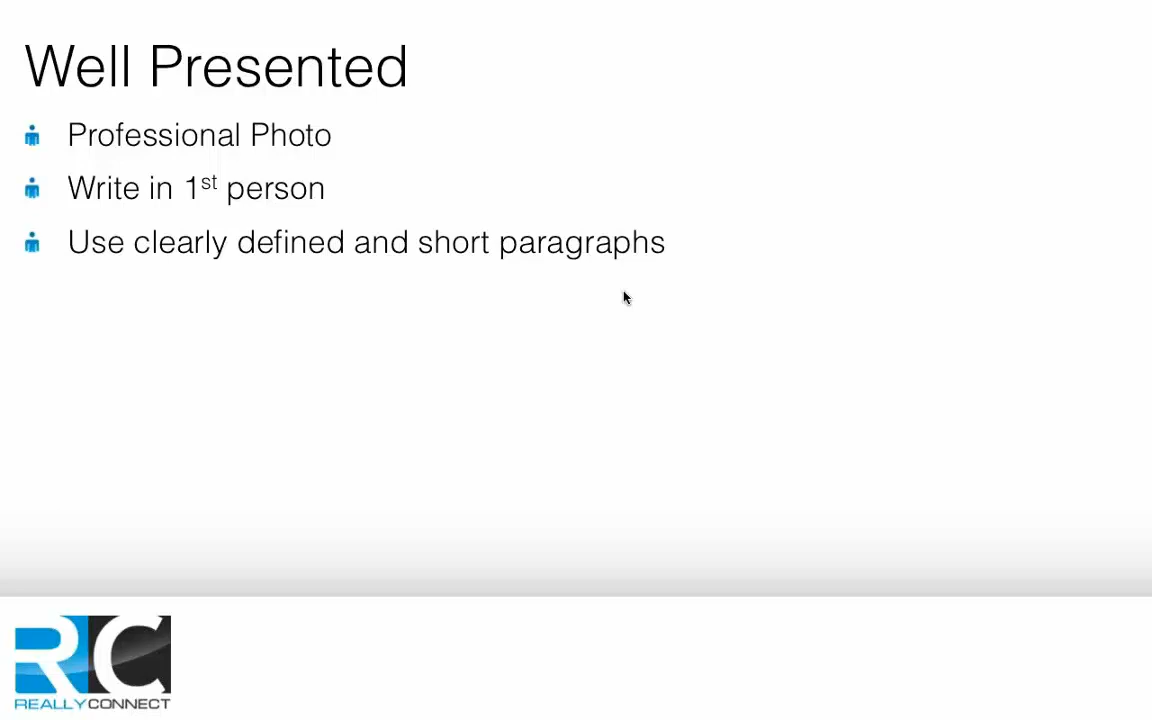 Well Presented
Professional Photo
Write in 1st person
Use clearly defined and short paragraphs
RC
REALLYCONNECT